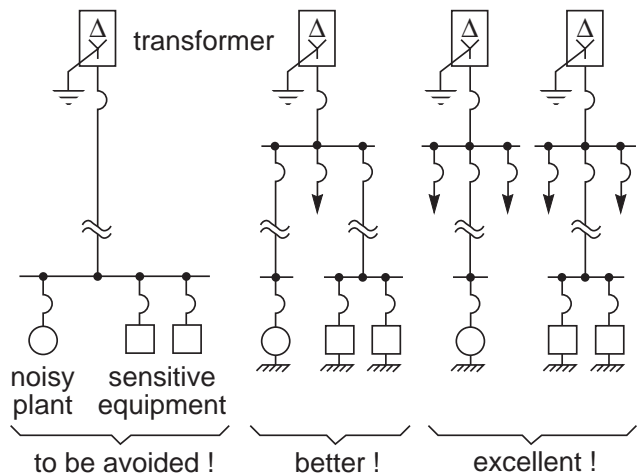 Δ
transformer
Δ
Δ
Δ
noisy
plant
sensitive
equipment
to be avoided !
better !
excellent !